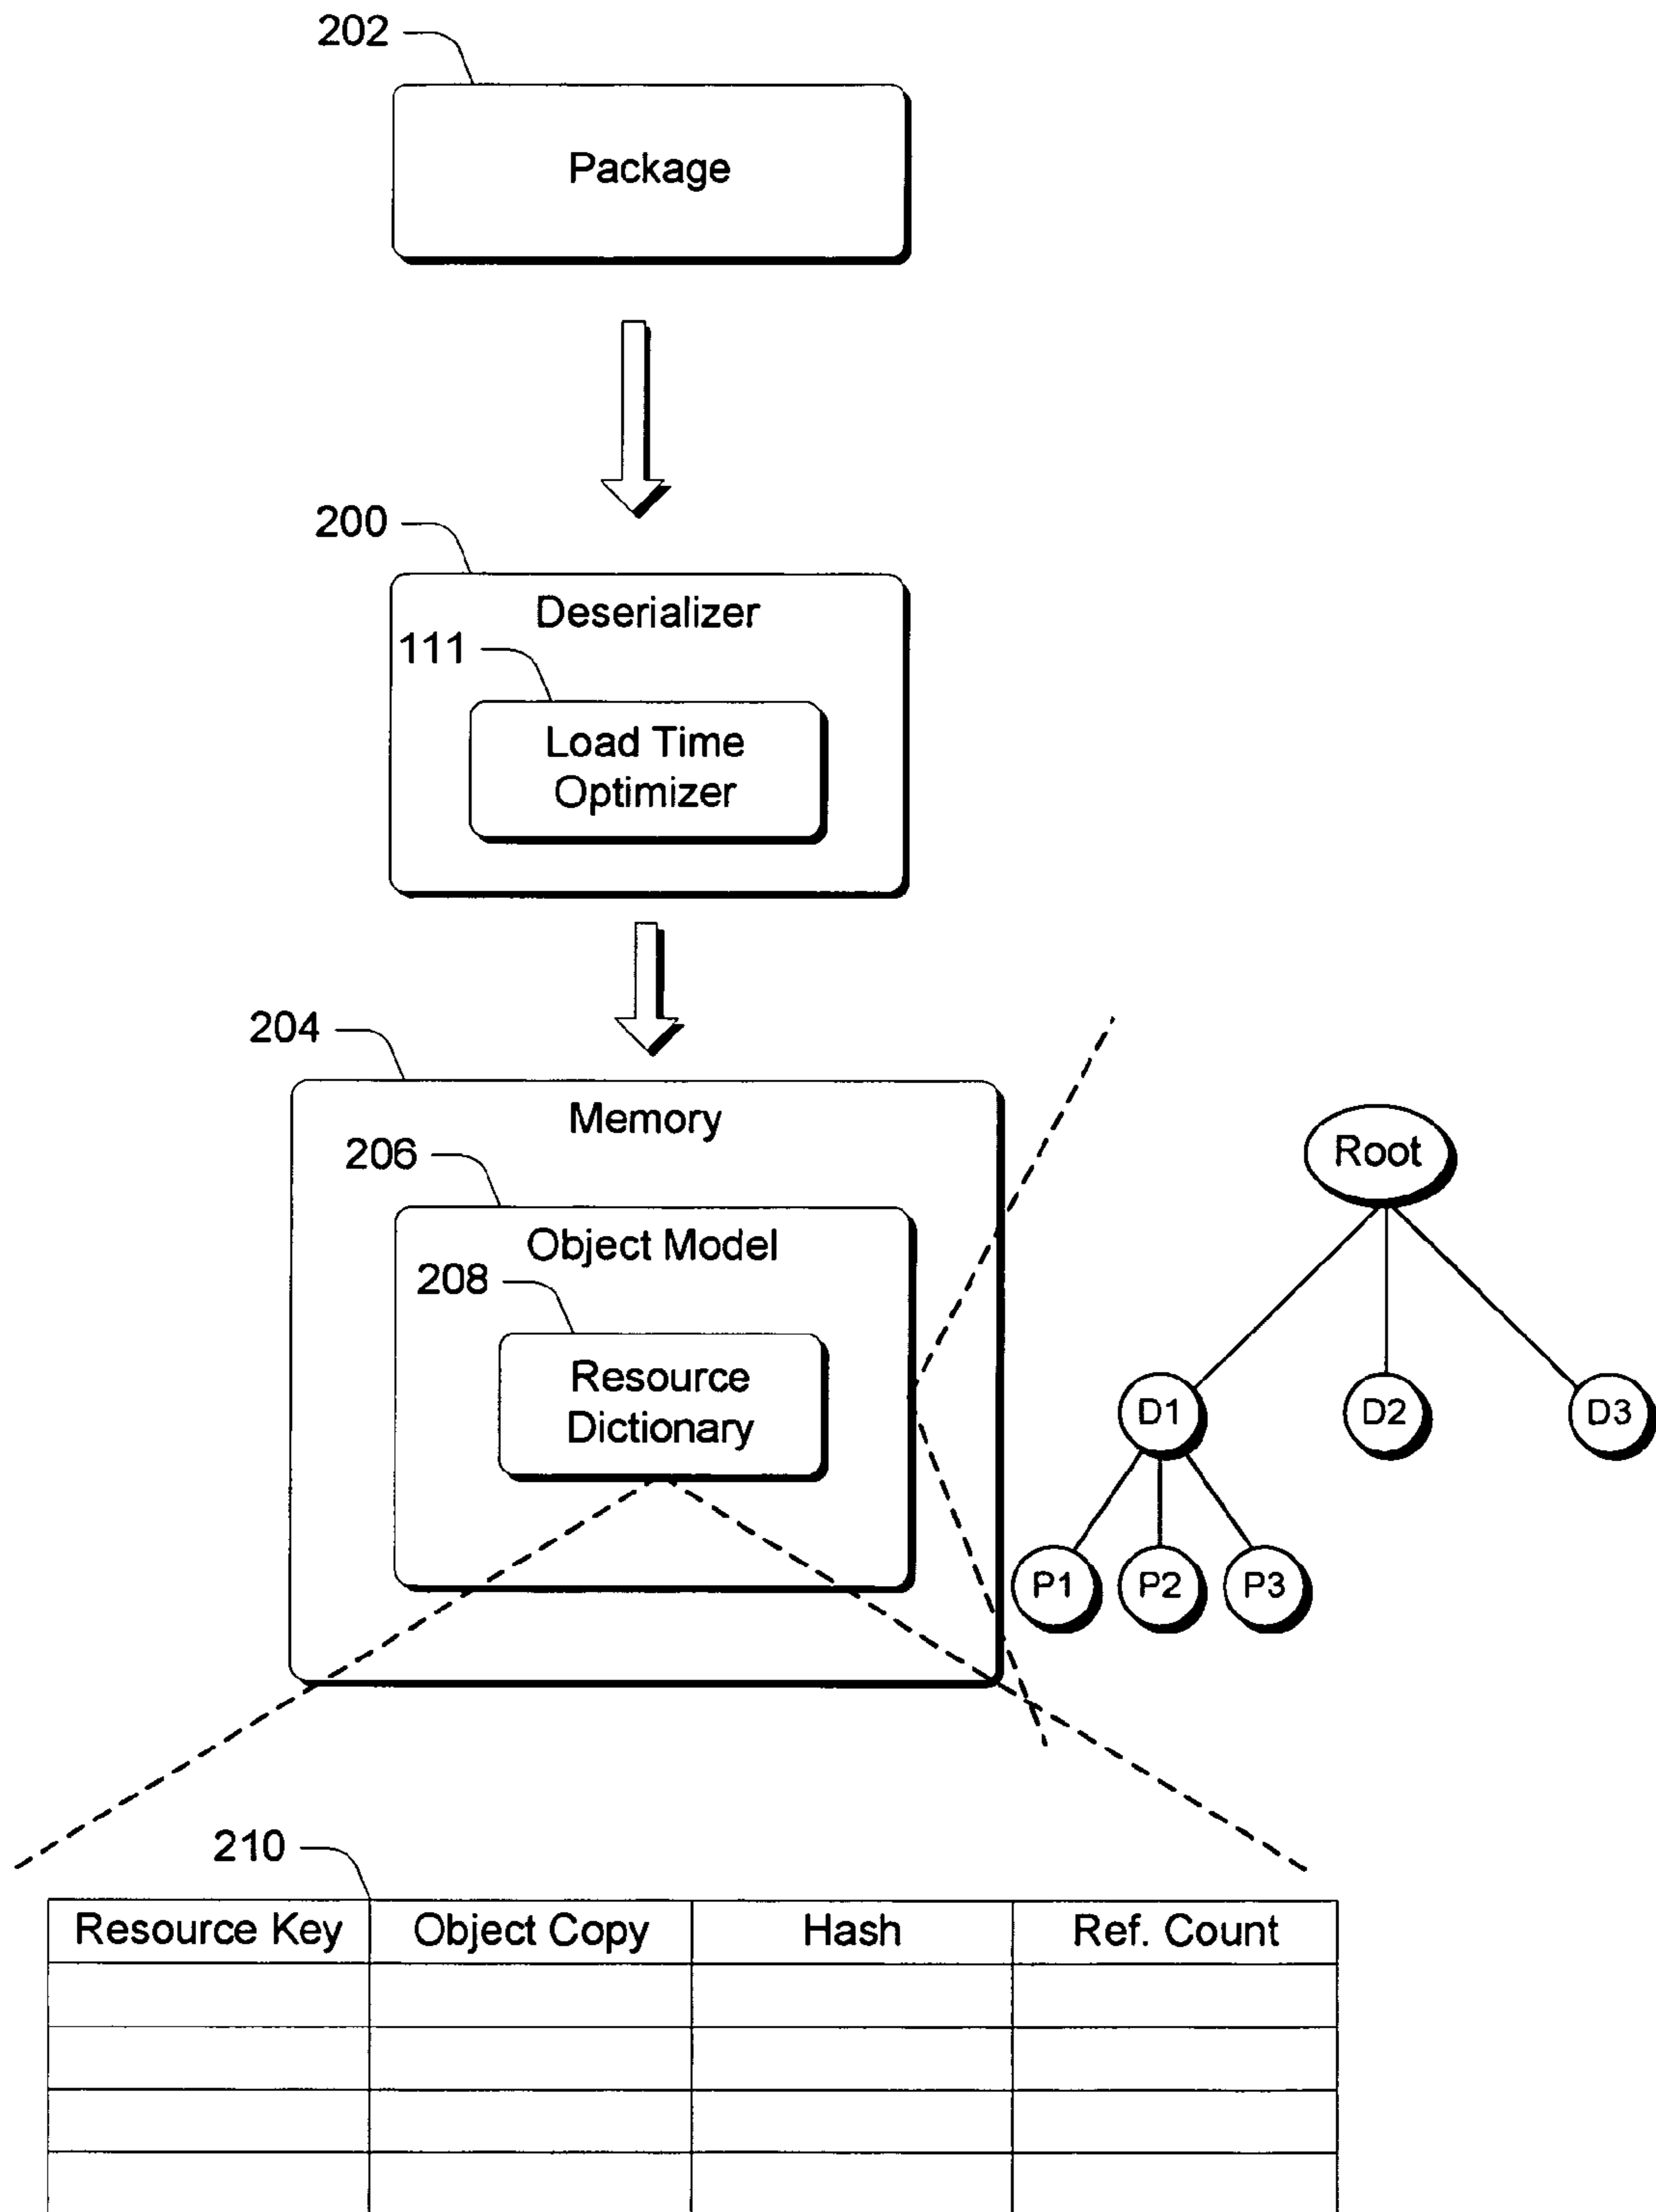 202
Package
200
Deserializer
111
Load Time
Optimizer
204
Memory
206
Object Model
208
Resource
Dictionary
Root
D1 D2 D3
P1 P2 P3
210
Resource Key Object Copy Hash Ref. Count